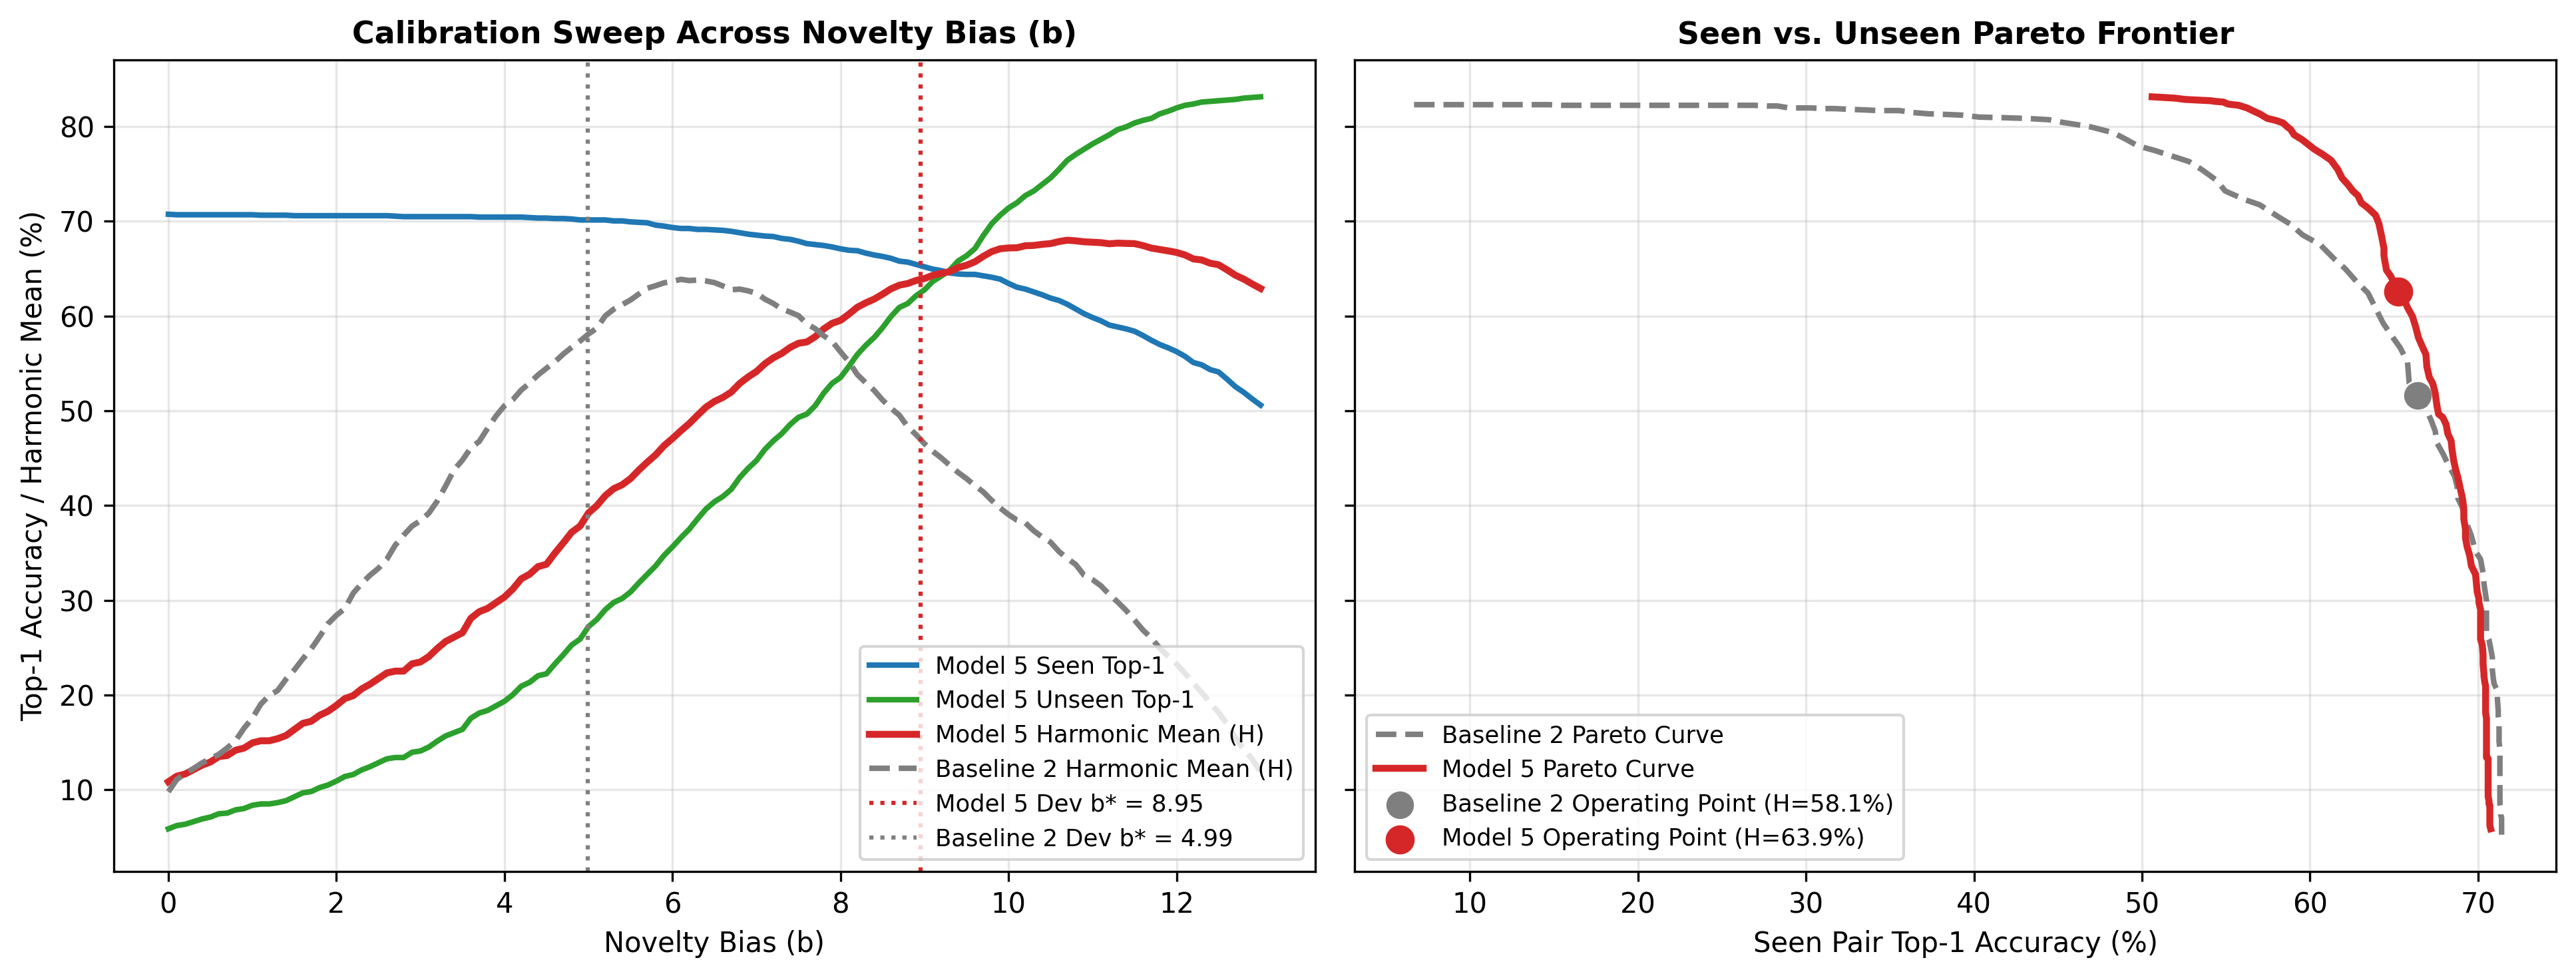 Calibration Sweep Across Novelty Bias (b)
Top-1 Accuracy / Harmonic Mean (%)
80
70
60
50
40
30
20
10
0 2 4 6 8 10 12
Novelty Bias (b)
Model 5 Seen Top-1
Model 5 Unseen Top-1
Model 5 Harmonic Mean (H)
Baseline 2 Harmonic Mean (H)
Model 5 Dev b* = 8.95
Baseline 2 Dev b* = 4.99
Seen vs. Unseen Pareto Frontier
Baseline 2 Pareto Curve
Model 5 Pareto Curve
Baseline 2 Operating Point (H=58.1%)
Model 5 Operating Point (H=63.9%)
10 20 30 40 50 60 70
Seen Pair Top-1 Accuracy (%)